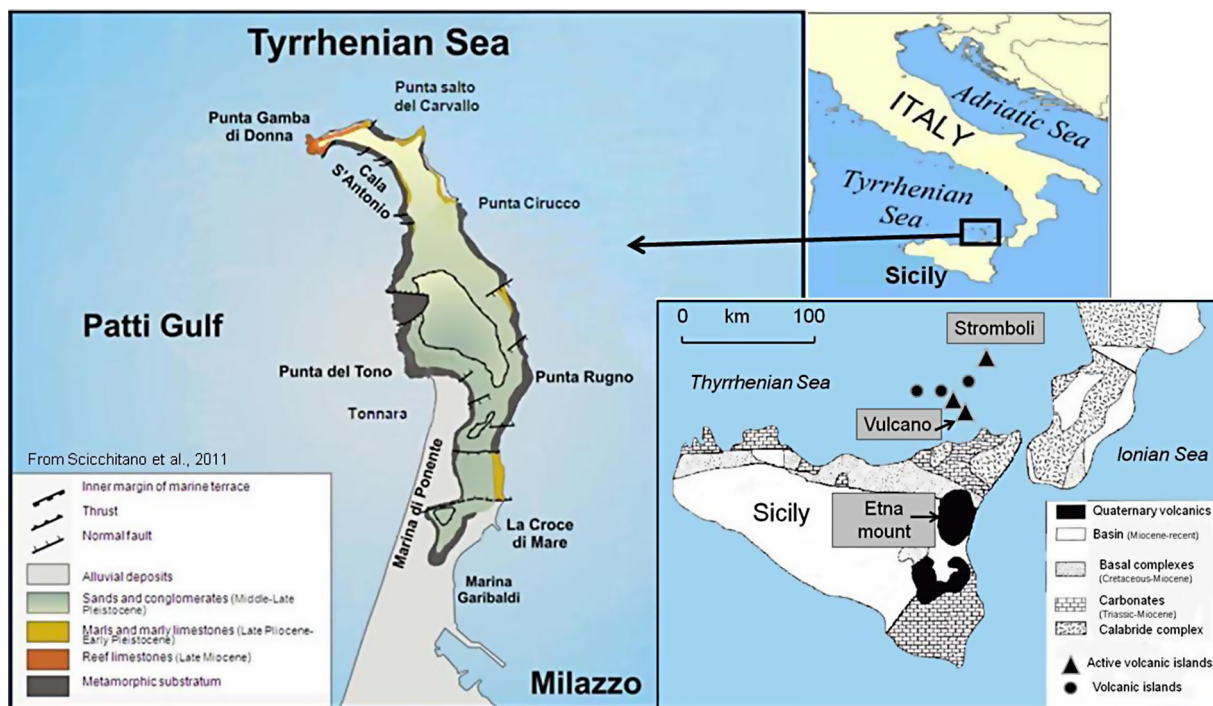 Tyrrhenian Sea
Punta salto
del Carvallo
Punta Gamba
di Donna
Cala
S'Antonio
Punta Cirucco
Patti Gulf
Punta del Tono
Punta Rugno
Tonnara
Marina di Ponente
La Croce
di Mare
Marina
Garibaldi
Milazzo
From Scicchitano et al., 2011
Inner margin of marine terrace
Thrust
Normal fault
Alluvial deposits
Sands and conglomerates (Middle-Late
Pleistocene)
Marls and marly limestones (Late Pliocene-
Early Pleistocene)
Reef limestones (Late Miocene)
Metamorphic substratum
ITALY
Adriatic Sea
Tyrrhenian
Sea
Sicily
0 km 100
Stromboli
Thyrrhenian Sea
Vulcano
Ionian Sea
Sicily
Etna
mount
Quaternary volcanics
Basin (Miocene-recent)
Basal complexes
(Cretaceous-Miocene)
Carbonates
(Triassic-Miocene)
Calabride complex
Active volcanic islands
Volcanic islands